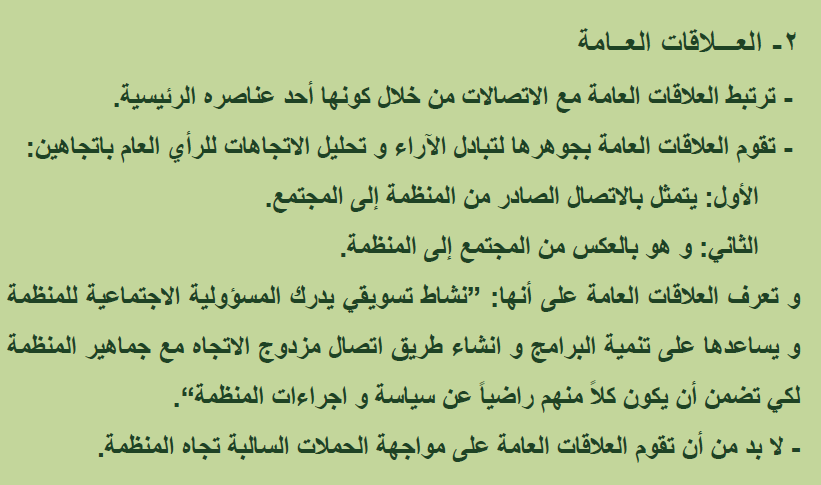 ٢- العـــلاقات العــامة
- ترتبط العلاقات العامة مع الاتصالات من خلال كونها أحد عناصره الرئيسية.
- تقوم العلاقات العامة بجوهرها لتبادل الآراء و تحليل الاتجاهات للرأي العام باتجاهين:
الأول: يتمثل بالاتصال الصادر من المنظمة إلى المجتمع.
الثاني: و هو بالعكس من المجتمع إلى المنظمة.
و تعرف العلاقات العامة على أنها: ”نشاط تسويقي يدرك المسؤولية الاجتماعية للمنظمة
و يساعدها على تنمية البرامج و انشاء طريق اتصال مزدوج الاتجاه مع جماهير المنظمة
لكي تضمن أن يكون كلاً منهم راضياً عن سياسة و اجراءات المنظمة“.
- لا بد من أن تقوم العلاقات العامة على مواجهة الحملات السالبة تجاه المنظمة.